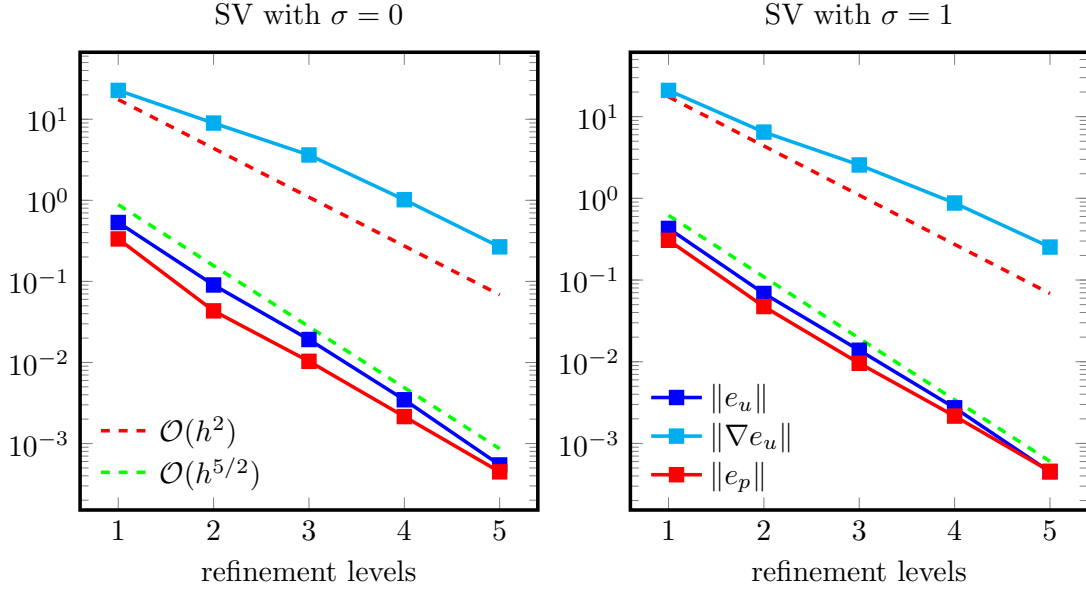 SV with σ = 0
10^1
10^0
10^{-1}
10^{-2}
10^{-3}
O(h^2)
O(h^{5/2})
1 2 3 4 5
refinement levels
SV with σ = 1
10^1
10^0
10^{-1}
10^{-2}
10^{-3}
‖e_u‖
‖∇e_u‖
‖e_p‖
1 2 3 4 5
refinement levels